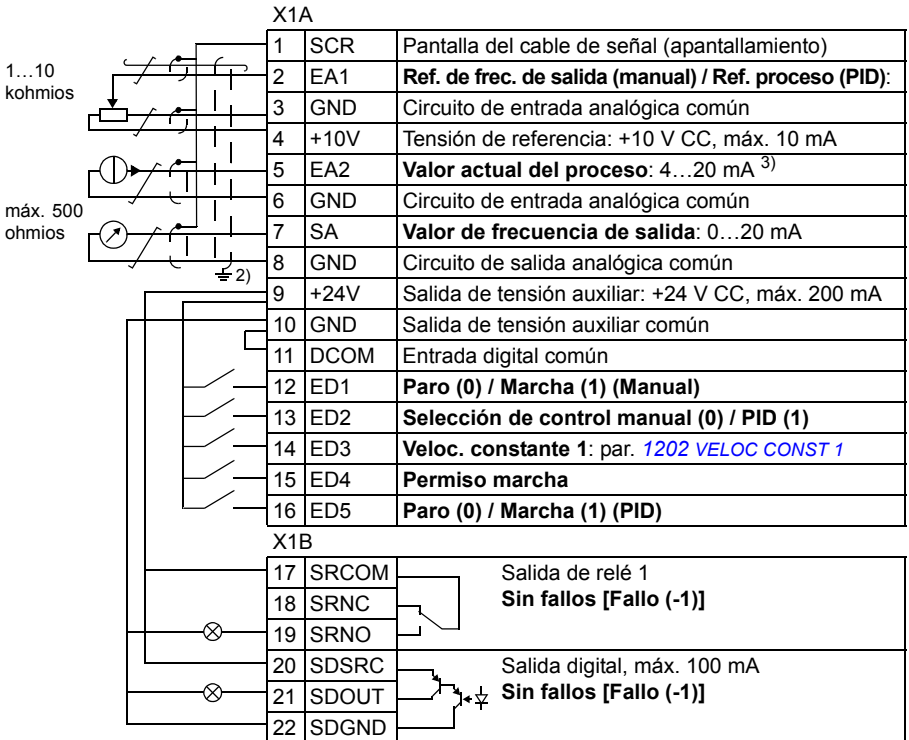 X1A
1 SCR Pantalla del cable de señal (apantallamiento)
1…10 kohmios
2 EA1 Ref. de frec. de salida (manual) / Ref. proceso (PID):
3 GND Circuito de entrada analógica común
4 +10V Tensión de referencia: +10 V CC, máx. 10 mA
5 EA2 Valor actual del proceso: 4…20 mA 3)
6 GND Circuito de entrada analógica común
máx. 500 ohmios
7 SA Valor de frecuencia de salida: 0…20 mA
8 GND Circuito de salida analógica común
2)
9 +24V Salida de tensión auxiliar: +24 V CC, máx. 200 mA
10 GND Salida de tensión auxiliar común
11 DCOM Entrada digital común
12 ED1 Paro (0) / Marcha (1) (Manual)
13 ED2 Selección de control manual (0) / PID (1)
14 ED3 Veloc. constante 1: par. 1202 VELOC CONST 1
15 ED4 Permiso marcha
16 ED5 Paro (0) / Marcha (1) (PID)
X1B
17 SRCOM Salida de relé 1
18 SRNC Sin fallos [Fallo (-1)]
19 SRNO
20 SDSRC Salida digital, máx. 100 mA
21 SDOUT Sin fallos [Fallo (-1)]
22 SDGND